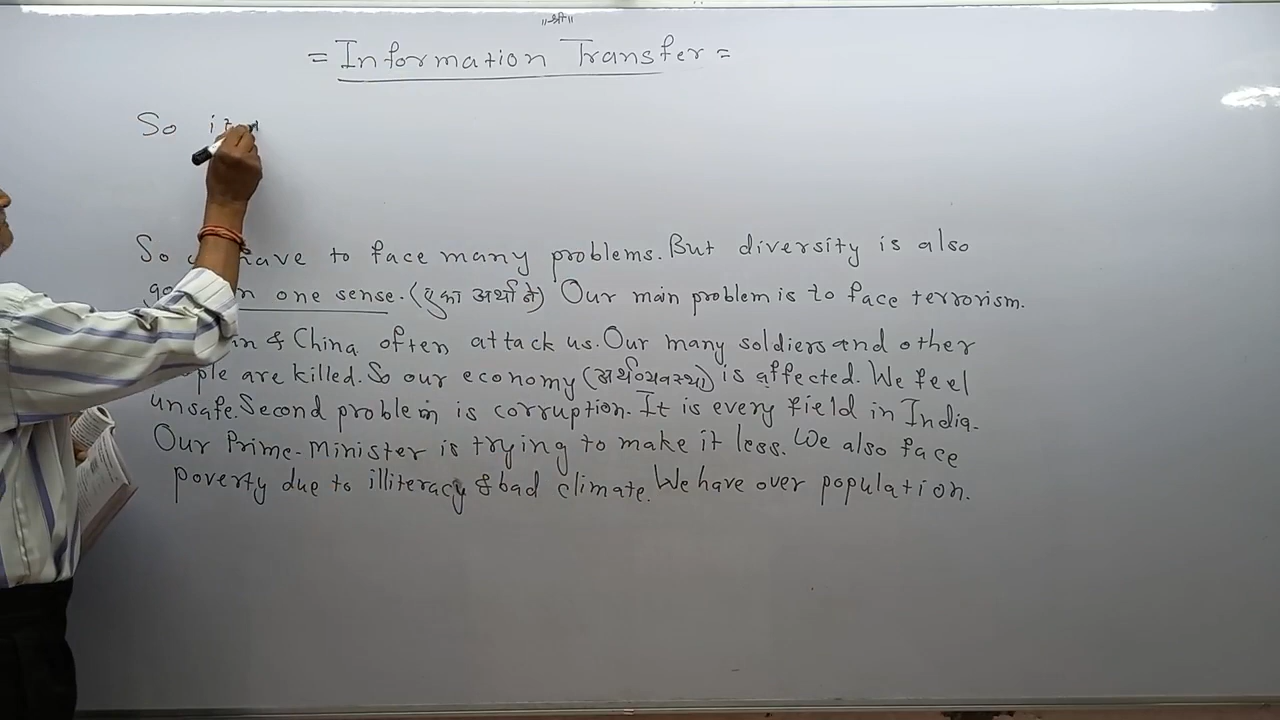 ॥श्री॥
= Information Transfer =
So it
So have to face many problems. But diversity is also
in one sense. (एका अर्थाने) Our main problem is to face terrorism.
& China often attack us. Our many soldiers and other
are killed. So our economy (अर्थव्यवस्था) is affected. We feel
unsafe. Second problem is corruption. It is every field in India.
Our Prime-Minister is trying to make it less. We also face
poverty due to illiteracy & bad climate. We have over population.